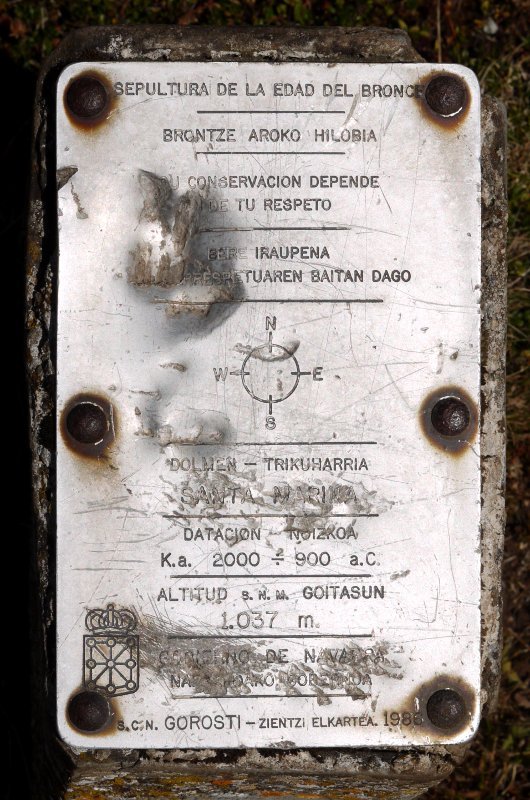 SEPULTURA DE LA EDAD DEL BRONCE
BRONTZE AROKO HILOBIA
SU CONSERVACION DEPENDE
DE TU RESPETO
BERE IRAUPENA
ERRESPETUAREN BAITAN DAGO
N
W E
S
DOLMEN - TRIKUHARRIA
SANTA MARINA
DATACION - NOIZKOA
K.a. 2000 ÷ 900 a.C.
ALTITUD S.N.M. GOITASUN
1.037 m.
GOBIERNO DE NAVARRA
NAFARROAKO GOBERNUA
S.C.N. GOROSTI - ZIENTZI ELKARTEA.